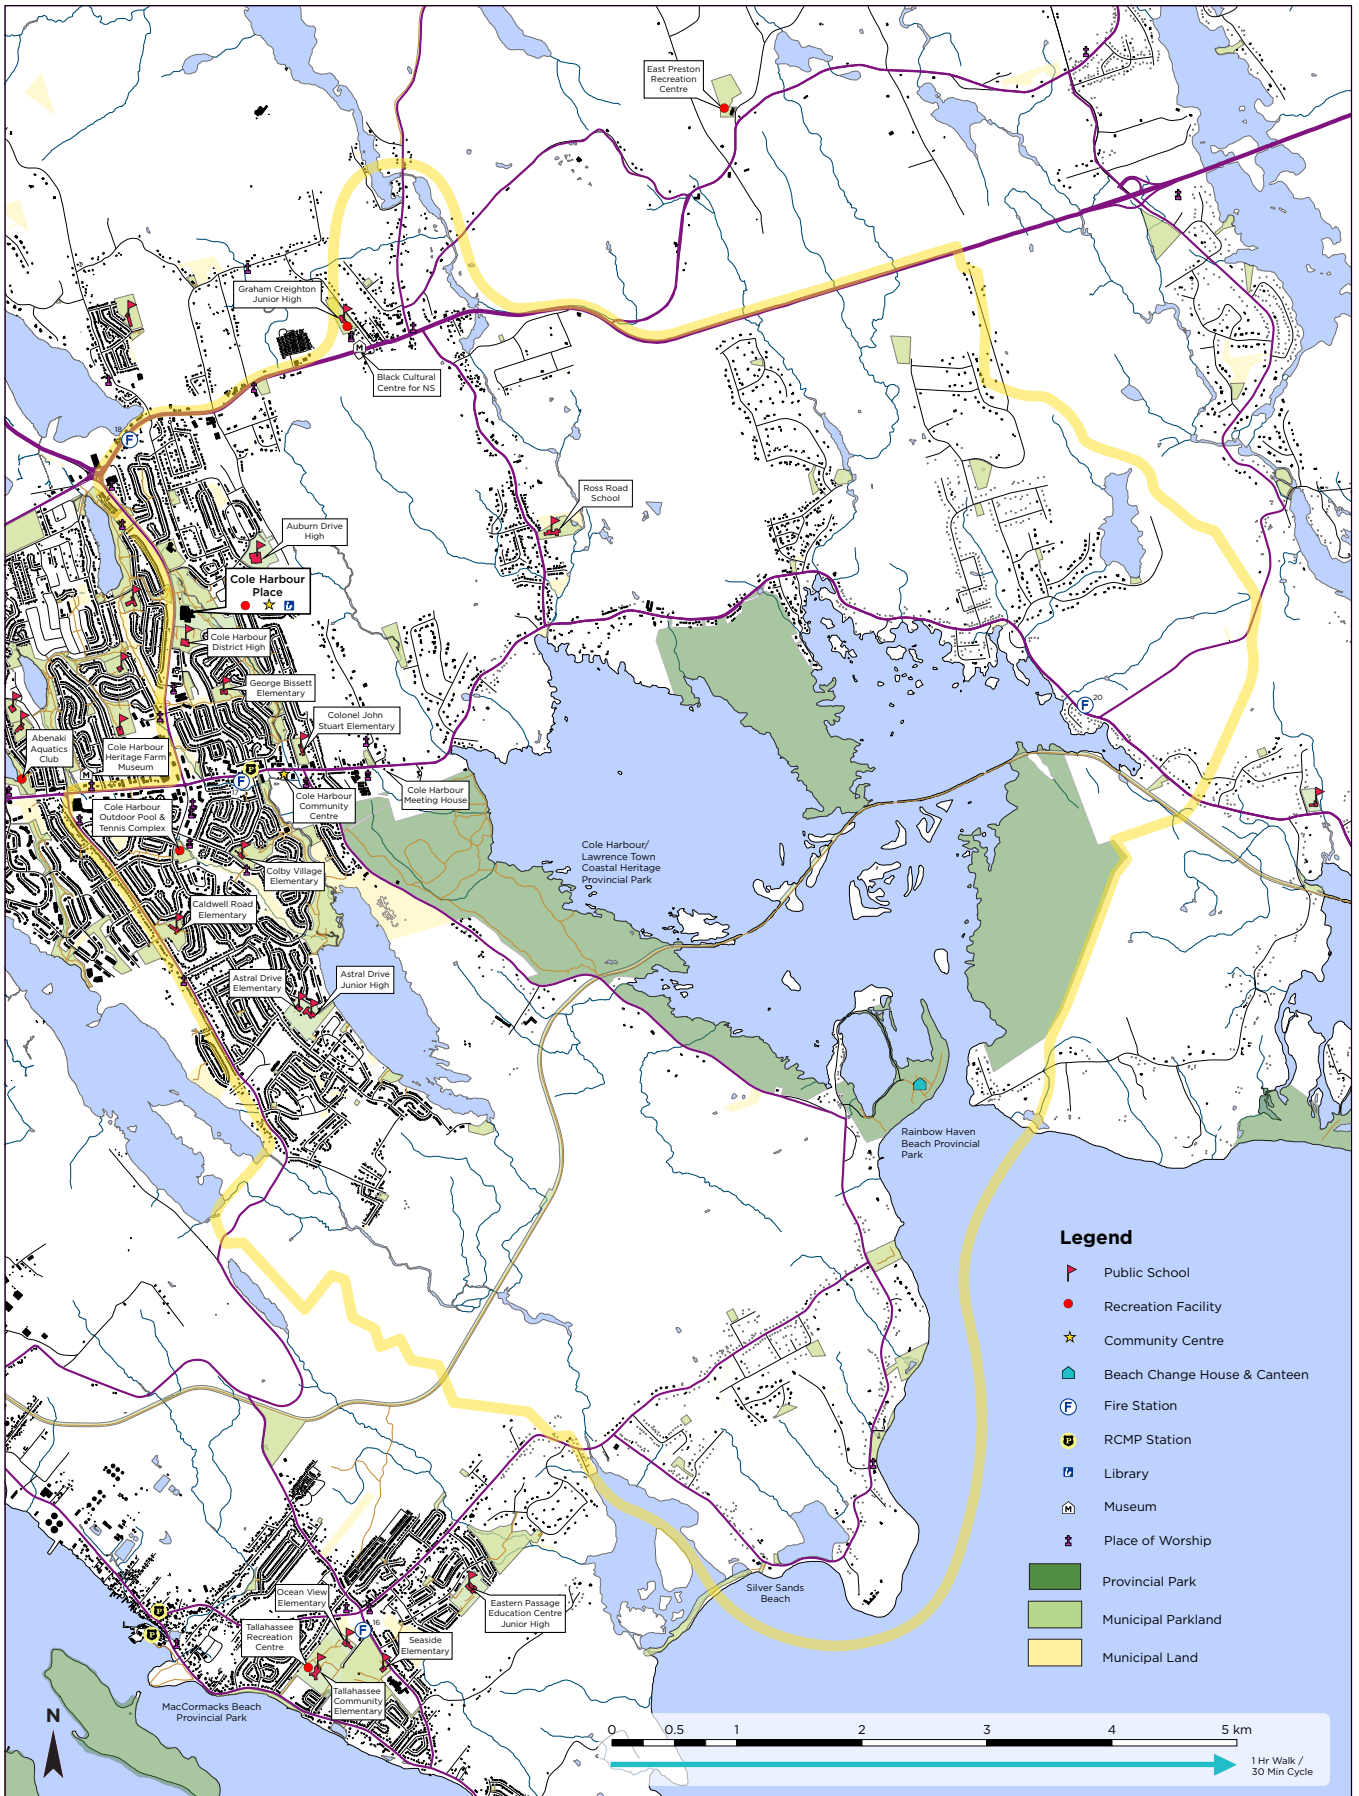 East Preston
Recreation
Centre
Graham Creighton
Junior High
M
Black Cultural
Centre for NS
18
F
Ross Road
School
Auburn Drive
High
Cole Harbour
Place
Cole Harbour
District High
George Bissett
Elementary
Colonel John
Stuart Elementary
Abenaki
Aquatics
Club
Cole Harbour
Heritage Farm
Museum
M
F
17
Cole Harbour
Meeting House
Cole Harbour
Community
Centre
Cole Harbour
Outdoor Pool &
Tennis Complex
F
20
Colby Village
Elementary
Caldwell Road
Elementary
Cole Harbour/
Lawrence Town
Coastal Heritage
Provincial Park
Astral Drive
Elementary
Astral Drive
Junior High
Rainbow Haven
Beach Provincial
Park
Silver Sands
Beach
Ocean View
Elementary
Eastern Passage
Education Centre
Junior High
Tallahassee
Recreation
Centre
F
16
Seaside
Elementary
Tallahassee
Community
Elementary
MacCormacks Beach
Provincial Park
N
Legend
Public School
Recreation Facility
Community Centre
Beach Change House & Canteen
F Fire Station
P RCMP Station
Library
M Museum
Place of Worship
Provincial Park
Municipal Parkland
Municipal Land
0 0.5 1 2 3 4 5 km
1 Hr Walk /
30 Min Cycle